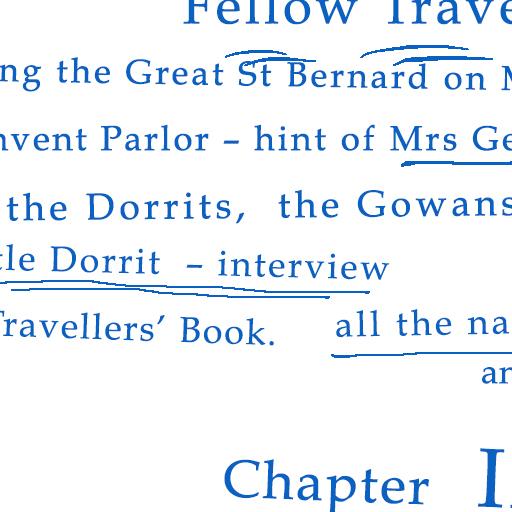 Fellow Trave
ng the Great St Bernard on M
nvent Parlor – hint of Mrs Ge
the Dorrits, the Gowans
tle Dorrit – interview
Travellers’ Book. all the na
an
Chapter I